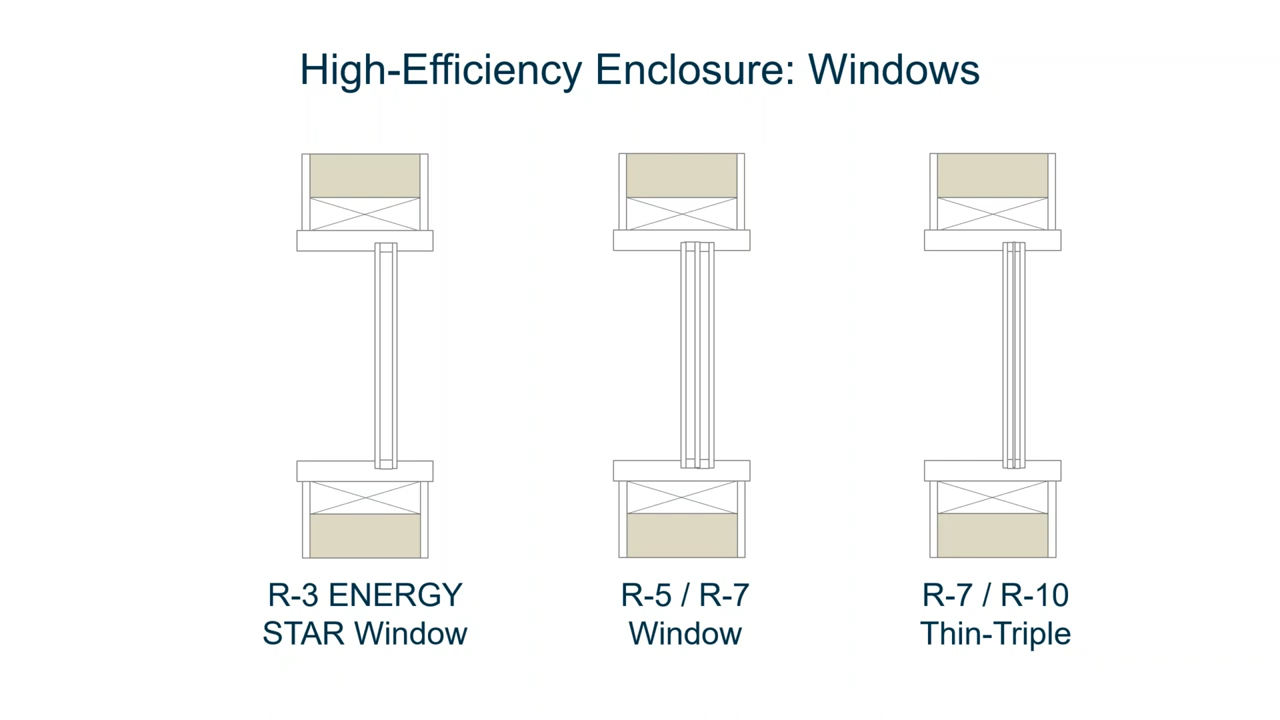 High-Efficiency Enclosure: Windows
R-3 ENERGY
STAR Window
R-5 / R-7
Window
R-7 / R-10
Thin-Triple